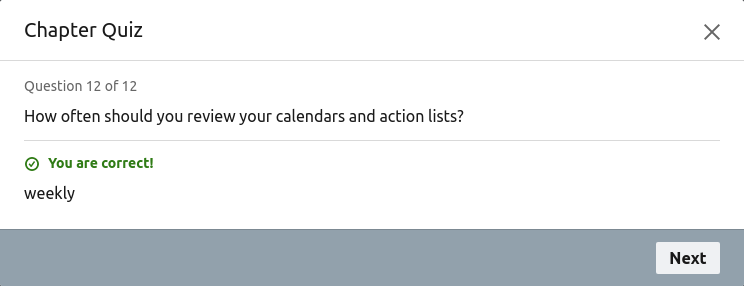 Chapter Quiz
Question 12 of 12
How often should you review your calendars and action lists?
You are correct!
weekly
Next